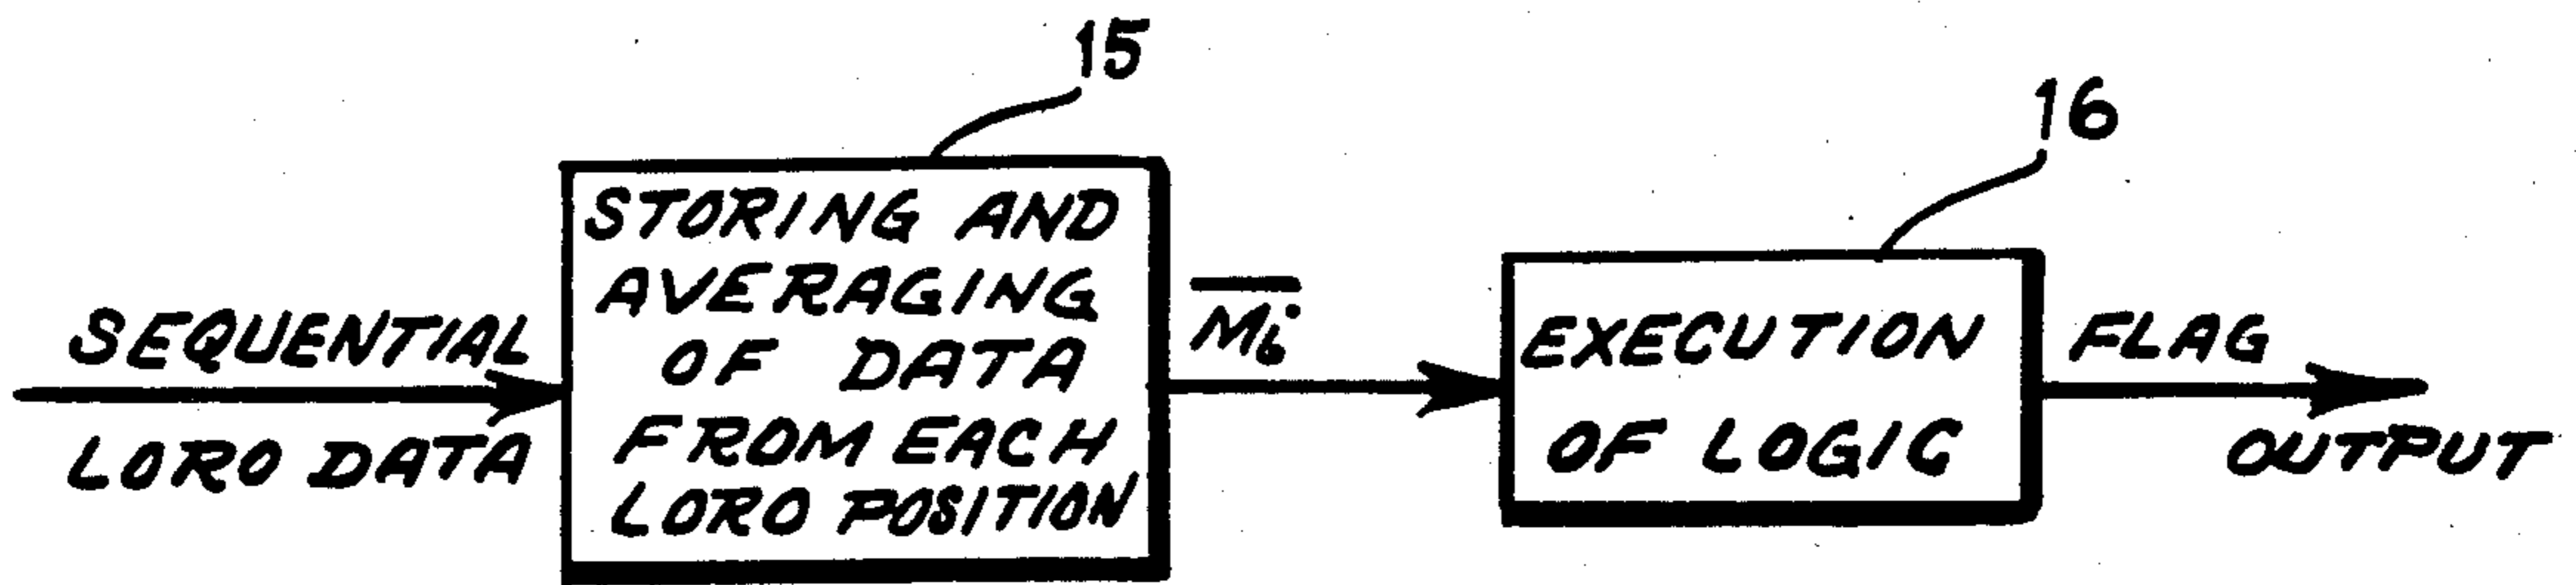 15
16
STORING AND
AVERAGING
OF DATA
FROM EACH
LORO POSITION
SEQUENTIAL
LORO DATA
M̅i̅
EXECUTION
OF LOGIC
FLAG
OUTPUT